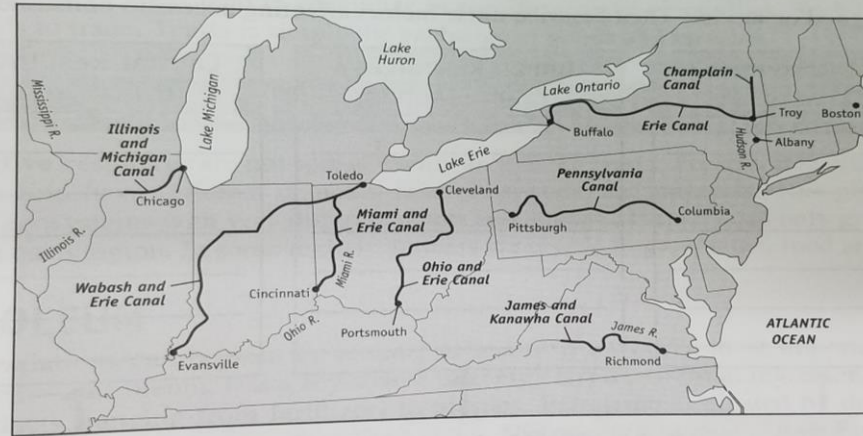 Lake
Huron
Mississippi R.
Lake Michigan
Lake Ontario
Champlain
Canal
Troy
Boston
Illinois
and
Michigan
Canal
Buffalo
Erie Canal
Hudson R.
Albany
Lake Erie
Toledo
Cleveland
Pennsylvania
Canal
Chicago
Columbia
Pittsburgh
Illinois R.
Miami and
Erie Canal
Miami R.
Wabash and
Erie Canal
Cincinnati
Ohio and
Erie Canal
Ohio R.
Portsmouth
James and
Kanawha Canal
James R.
Richmond
ATLANTIC
OCEAN
Evansville